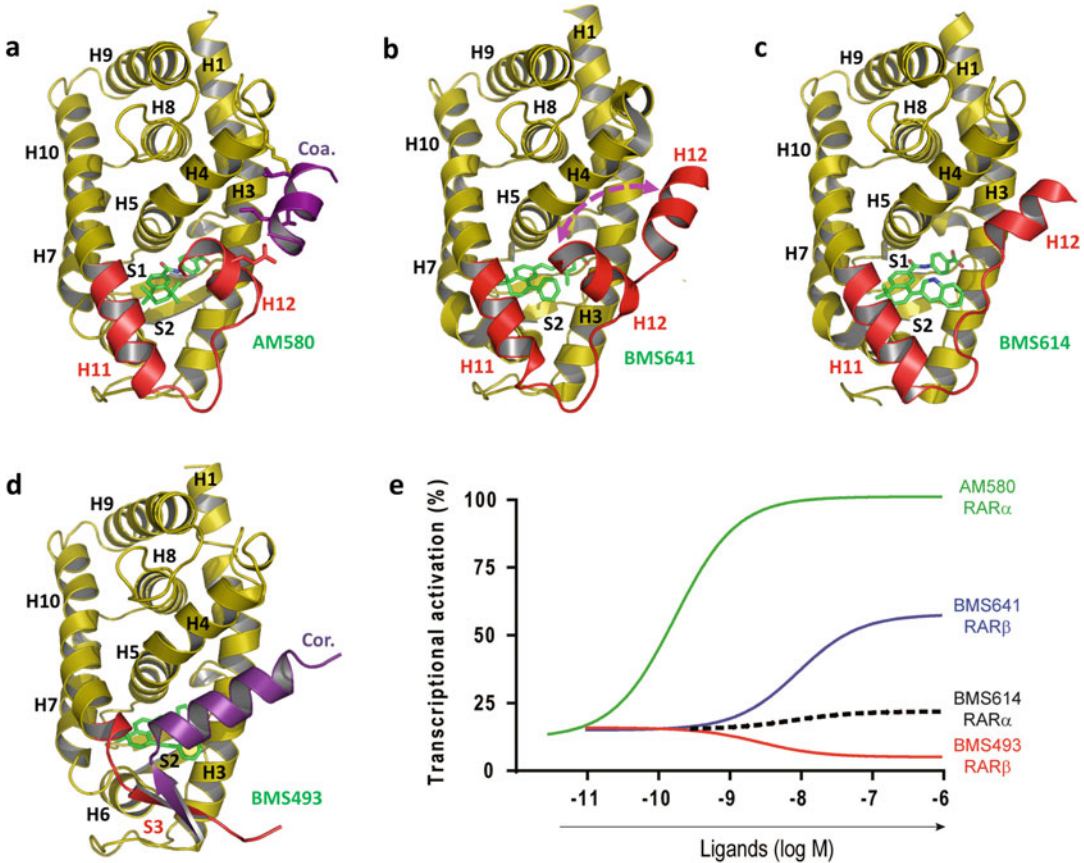 a
H9
H1
H8
H10
Coa.
H4
H3
H5
H7
S1
S2
H12
H11
AM580
b
H1
H9
H8
H10
H12
H4
H5
H7
S2
H3
H12
H11
BMS641
c
H9
H1
H8
H10
H4
H3
H5
H12
H7
S1
S2
H11
BMS614
d
H1
H9
H8
H10
H4
Cor.
H5
H7
S2
H3
H6
BMS493
S3
e
Transcriptional activation (%)
100
75
50
25
0
-11 -10 -9 -8 -7 -6
Ligands (log M)
AM580
RARα
BMS641
RARβ
BMS614
RARα
BMS493
RARβ